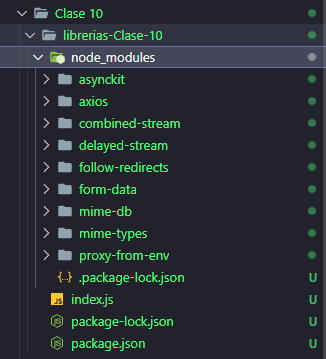 Clase 10
librerias-Clase-10
node_modules
asynckit
axios
combined-stream
delayed-stream
follow-redirects
form-data
mime-db
mime-types
proxy-from-env
{..} .package-lock.json U
JS index.js U
package-lock.json U
package.json U